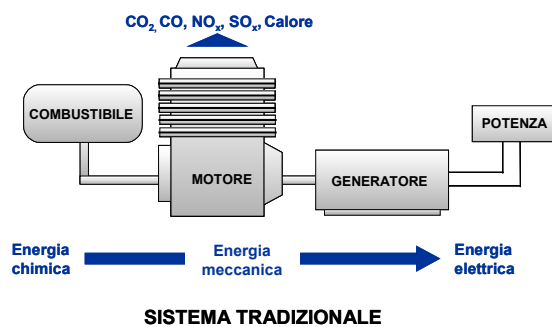 CO2, CO, NOx, SOx, Calore
COMBUSTIBILE
POTENZA
MOTORE
GENERATORE
Energia
chimica
Energia
meccanica
Energia
elettrica
SISTEMA TRADIZIONALE